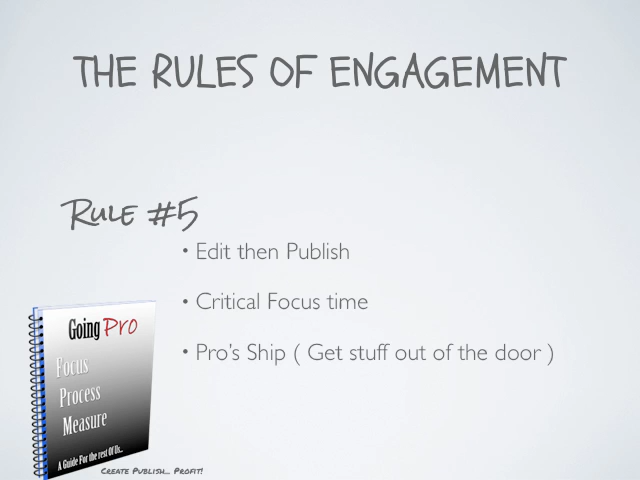 THE RULES OF ENGAGEMENT
Rule #5
• Edit then Publish
• Critical Focus time
• Pro's Ship ( Get stuff out of the door )
Going Pro
Focus
Process
Measure
A Guide For the rest Of Us...
Create Publish... Profit!